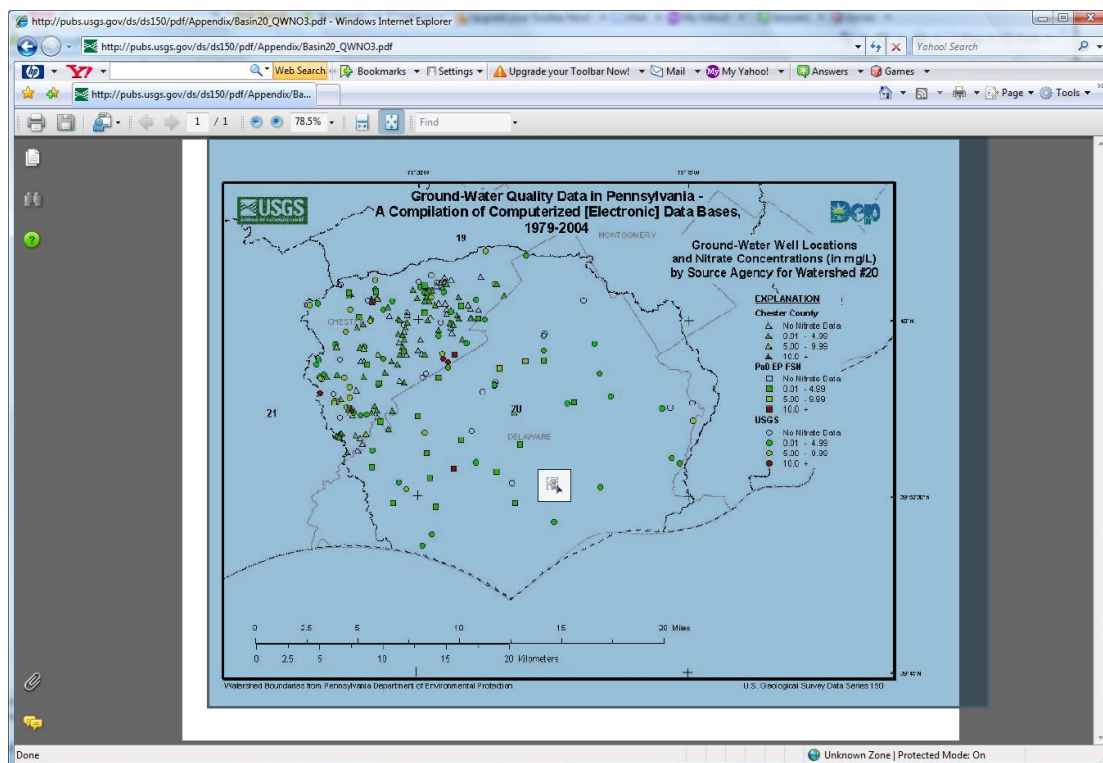 http://pubs.usgs.gov/ds/ds150/pdf/Appendix/Basin20_QWNO3.pdf - Windows Internet Explorer
http://pubs.usgs.gov/ds/ds150/pdf/Appendix/Basin20_QWNO3.pdf
Yahoo! Search
hp Y! Web Search Bookmarks Settings Upgrade your Toolbar Now! Mail My Yahoo! Answers Games
http://pubs.usgs.gov/ds/ds150/pdf/Appendix/Ba...
Page Tools
1 / 1 78.5% Find
Ground-Water Quality Data in Pennsylvania -
A Compilation of Computerized [Electronic] Data Bases,
1979-2004
USGS
Dep
MONTGOMERY
19
Ground-Water Well Locations
and Nitrate Concentrations (in mg/L)
by Source Agency for Watershed #20
EXPLANATION
Chester County
No Nitrate Data
0.01 - 4.99
5.00 - 9.99
10.0 +
PaDEP FSN
No Nitrate Data
0.01 - 4.99
5.00 - 9.99
10.0 +
USGS
No Nitrate Data
0.01 - 4.99
5.00 - 9.99
10.0 +
40°N
CHESTER
21
20
DELAWARE
0 2.5 5 10 15 20 Miles
0 2.5 5 10 15 20 Kilometers
Watershed Boundaries from Pennsylvania Department of Environmental Protection
U.S. Geological Survey Data Series 150
Done
Unknown Zone | Protected Mode: On